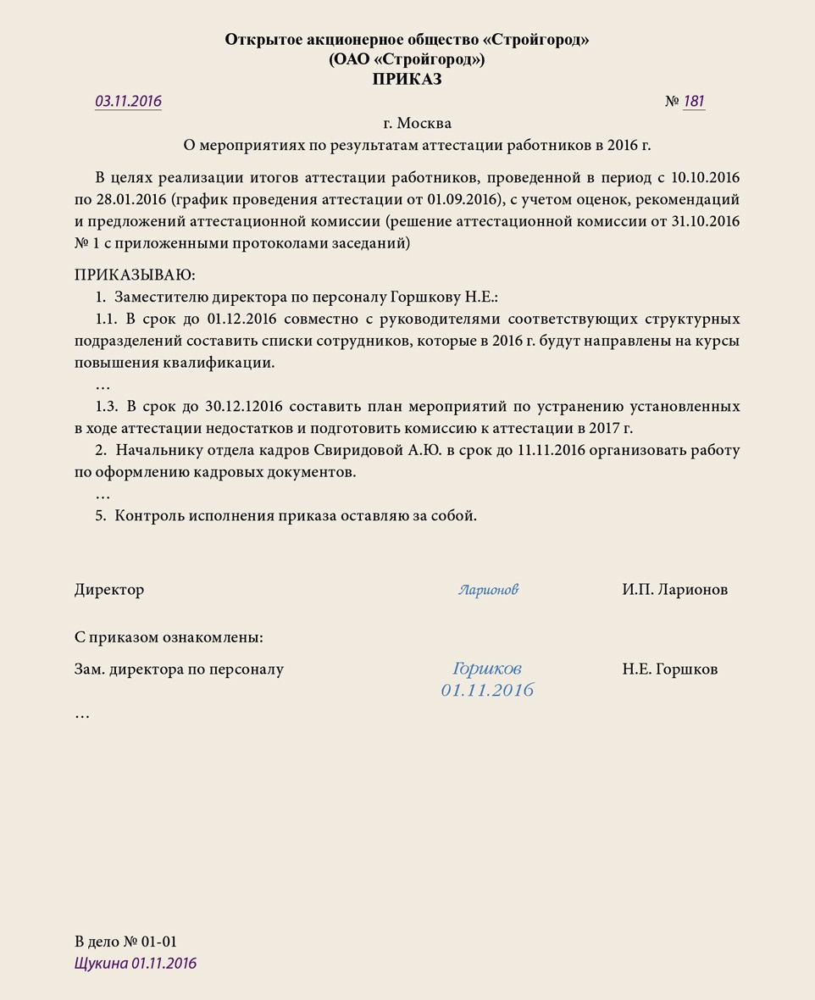 Открытое акционерное общество «Стройгород»
(ОАО «Стройгород»)
ПРИКАЗ
03.11.2016 № 181
г. Москва
О мероприятиях по результатам аттестации работников в 2016 г.
В целях реализации итогов аттестации работников, проведенной в период с 10.10.2016
по 28.01.2016 (график проведения аттестации от 01.09.2016), с учетом оценок, рекомендаций
и предложений аттестационной комиссии (решение аттестационной комиссии от 31.10.2016
№ 1 с приложенными протоколами заседаний)
ПРИКАЗЫВАЮ:
1. Заместителю директора по персоналу Горшкову Н.Е.:
1.1. В срок до 01.12.2016 совместно с руководителями соответствующих структурных
подразделений составить списки сотрудников, которые в 2016 г. будут направлены на курсы
повышения квалификации.
…
1.3. В срок до 30.12.12016 составить план мероприятий по устранению установленных
в ходе аттестации недостатков и подготовить комиссию к аттестации в 2017 г.
2. Начальнику отдела кадров Свиридовой А.Ю. в срок до 11.11.2016 организовать работу
по оформлению кадровых документов.
…
5. Контроль исполнения приказа оставляю за собой.
Директор Ларионов И.П. Ларионов
С приказом ознакомлены:
Зам. директора по персоналу Горшков Н.Е. Горшков
01.11.2016
…
В дело № 01-01
Щукина 01.11.2016